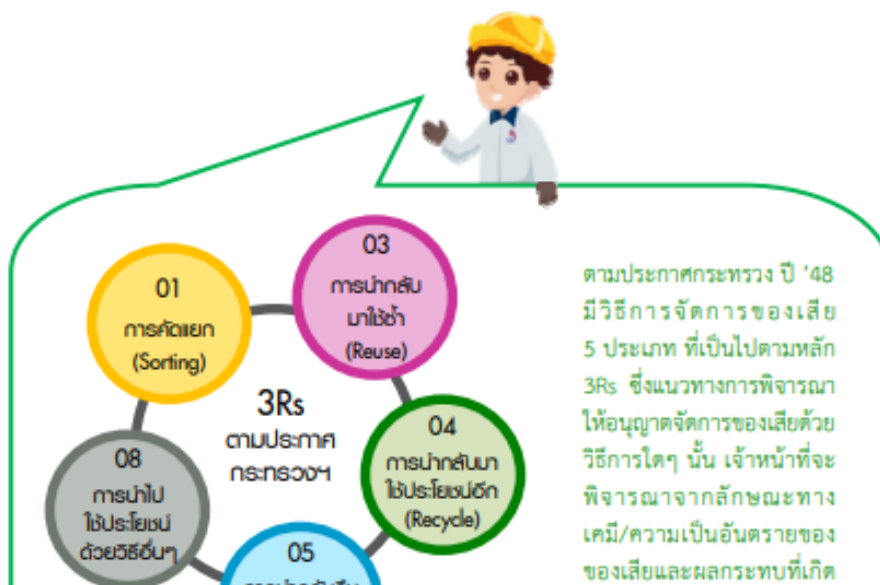 01
การคัดแยก
(Sorting)
03
การนำกลับ
มาใช้ซ้ำ
(Reuse)
3Rs
ตามประกาศ
กระทรวงฯ
04
การนำกลับมา
ใช้ประโยชน์อีก
(Recycle)
08
การนำไป
ใช้ประโยชน์
ด้วยวิธีอื่นๆ
05
ตามประกาศกระทรวง ปี '48
มีวิธีการจัดการของเสีย
5 ประเภท ที่เป็นไปตามหลัก
3Rs ซึ่งแนวทางการพิจารณา
ให้อนุญาตจัดการของเสียด้วย
วิธีการใดๆ นั้น เจ้าหน้าที่จะ
พิจารณาจากลักษณะทาง
เคมี/ความเป็นอันตรายของ
ของเสียและผลกระทบที่เกิด